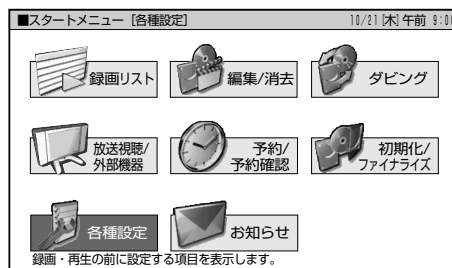 ■スタートメニュー [各種設定] 10/21[木]午前 9:00
録画リスト
編集/消去
ダビング
放送視聴/
外部機器
予約/
予約確認
初期化/
ファイナライズ
各種設定
お知らせ
録画・再生の前に設定する項目を表示します。